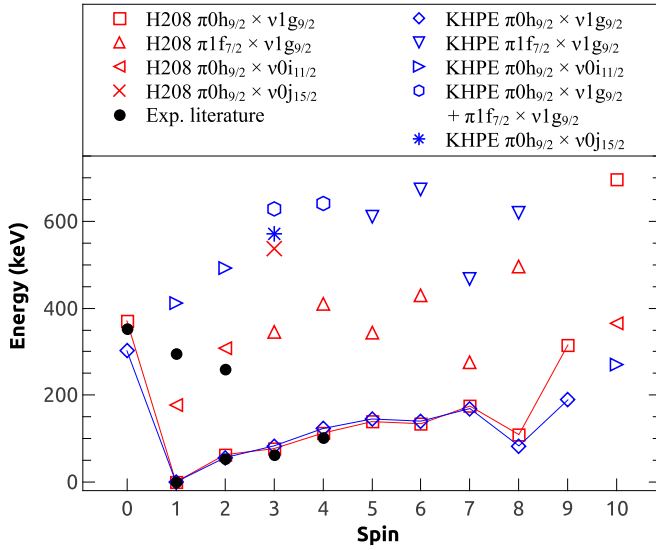 H208 π0h9/2 × ν1g9/2
H208 π1f7/2 × ν1g9/2
H208 π0h9/2 × ν0i11/2
H208 π0h9/2 × ν0j15/2
Exp. literature
KHPE π0h9/2 × ν1g9/2
KHPE π1f7/2 × ν1g9/2
KHPE π0h9/2 × ν0i11/2
KHPE π0h9/2 × ν1g9/2
+ π1f7/2 × ν1g9/2
KHPE π0h9/2 × ν0j15/2
Energy (keV)
600
400
200
0
0 1 2 3 4 5 6 7 8 9 10
Spin